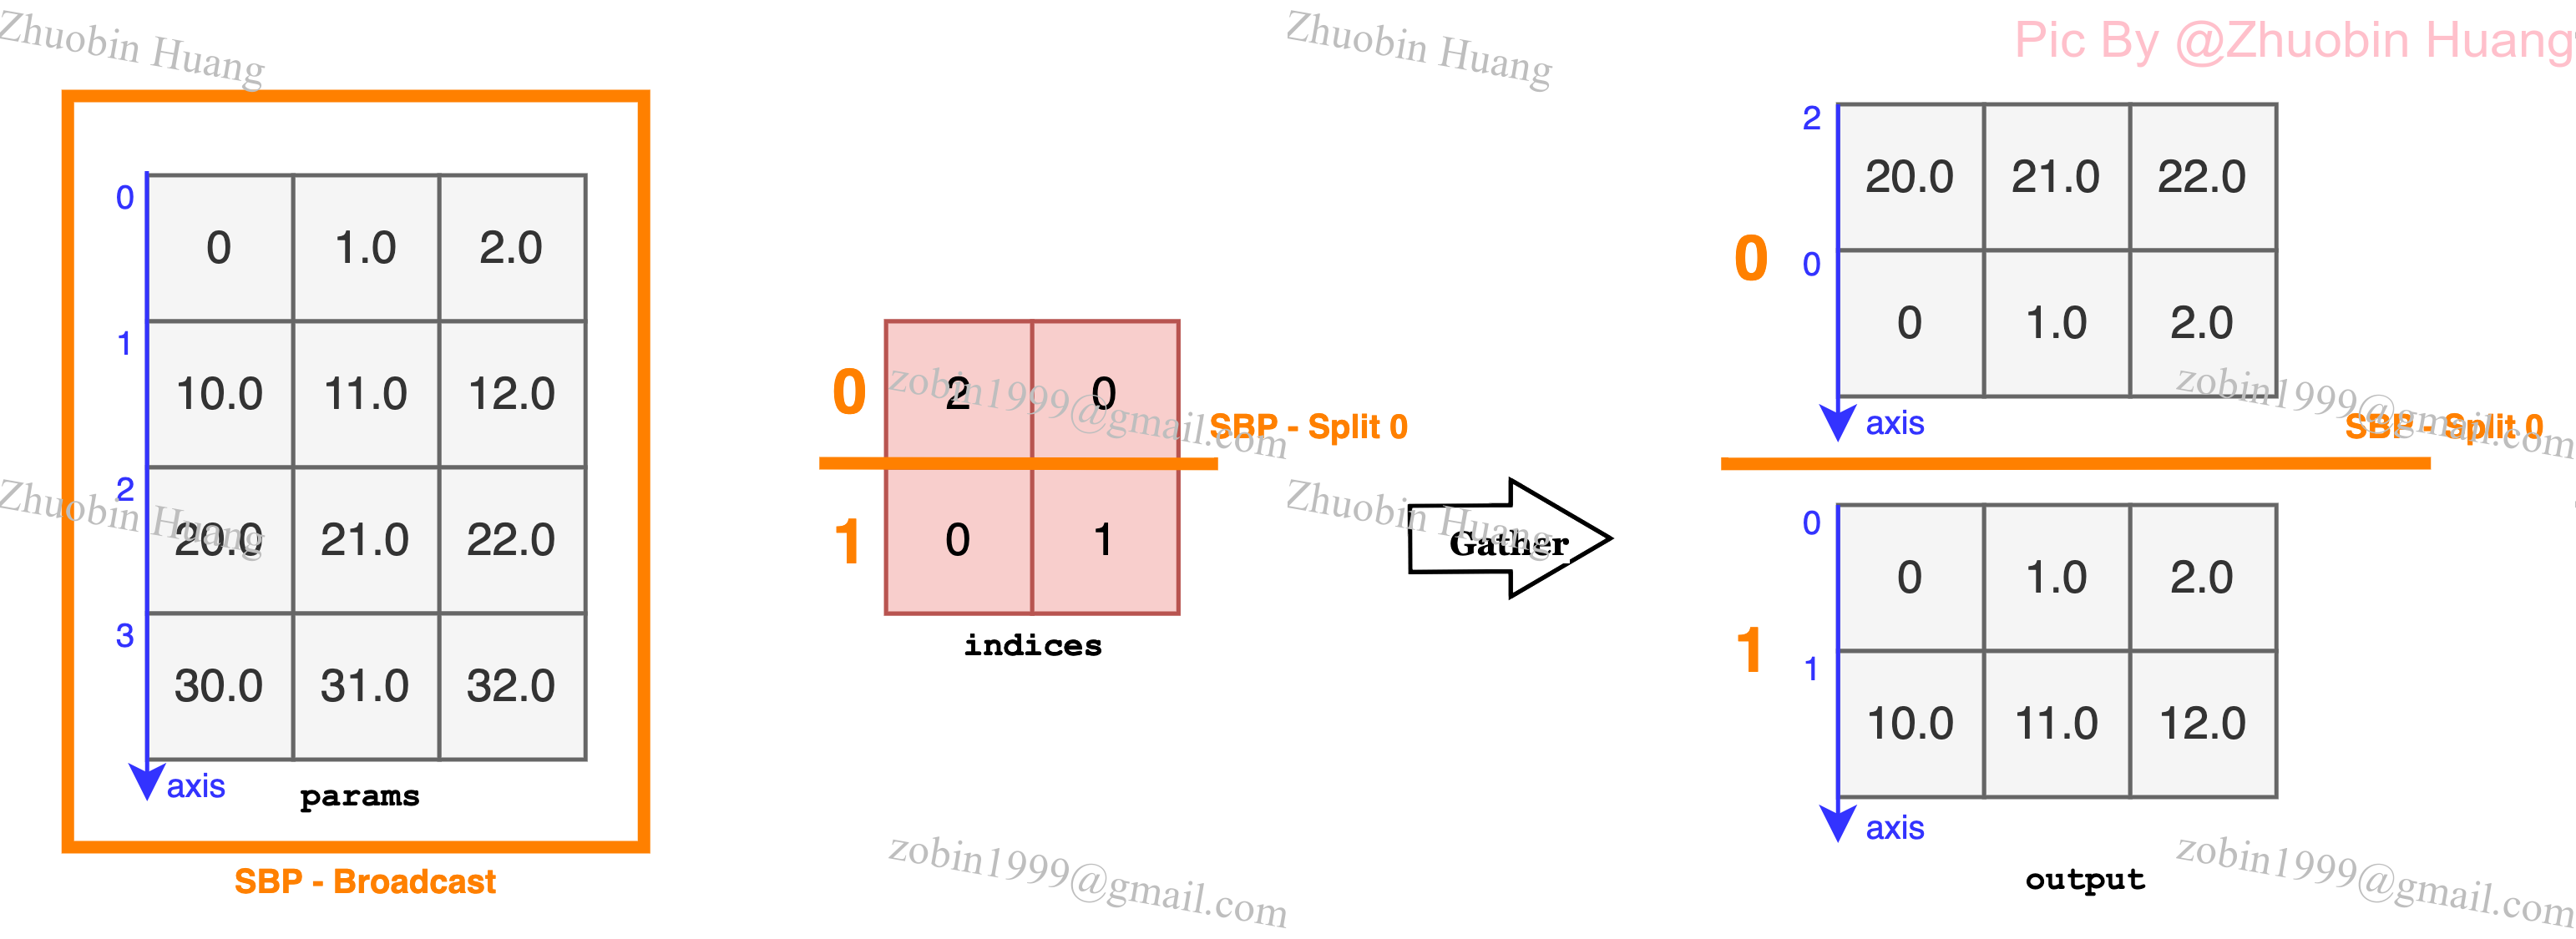 Zhuobin Huang
Zhuobin Huang
Pic By @Zhuobin Huang
0
0 1.0 2.0
1
10.0 11.0 12.0
2
20.0 21.0 22.0
3
30.0 31.0 32.0
axis
params
SBP - Broadcast
Zhuobin Huang
0
2 0
SBP - Split 0
1
0 1
indices
zobin1999@gmail.com
Zhuobin Huang
Gather
zobin1999@gmail.com
0
2
20.0 21.0 22.0
0
0 1.0 2.0
axis
zobin1999@gmail.com
SBP - Split 0
1
0
0 1.0 2.0
1
10.0 11.0 12.0
axis
output
zobin1999@gmail.com